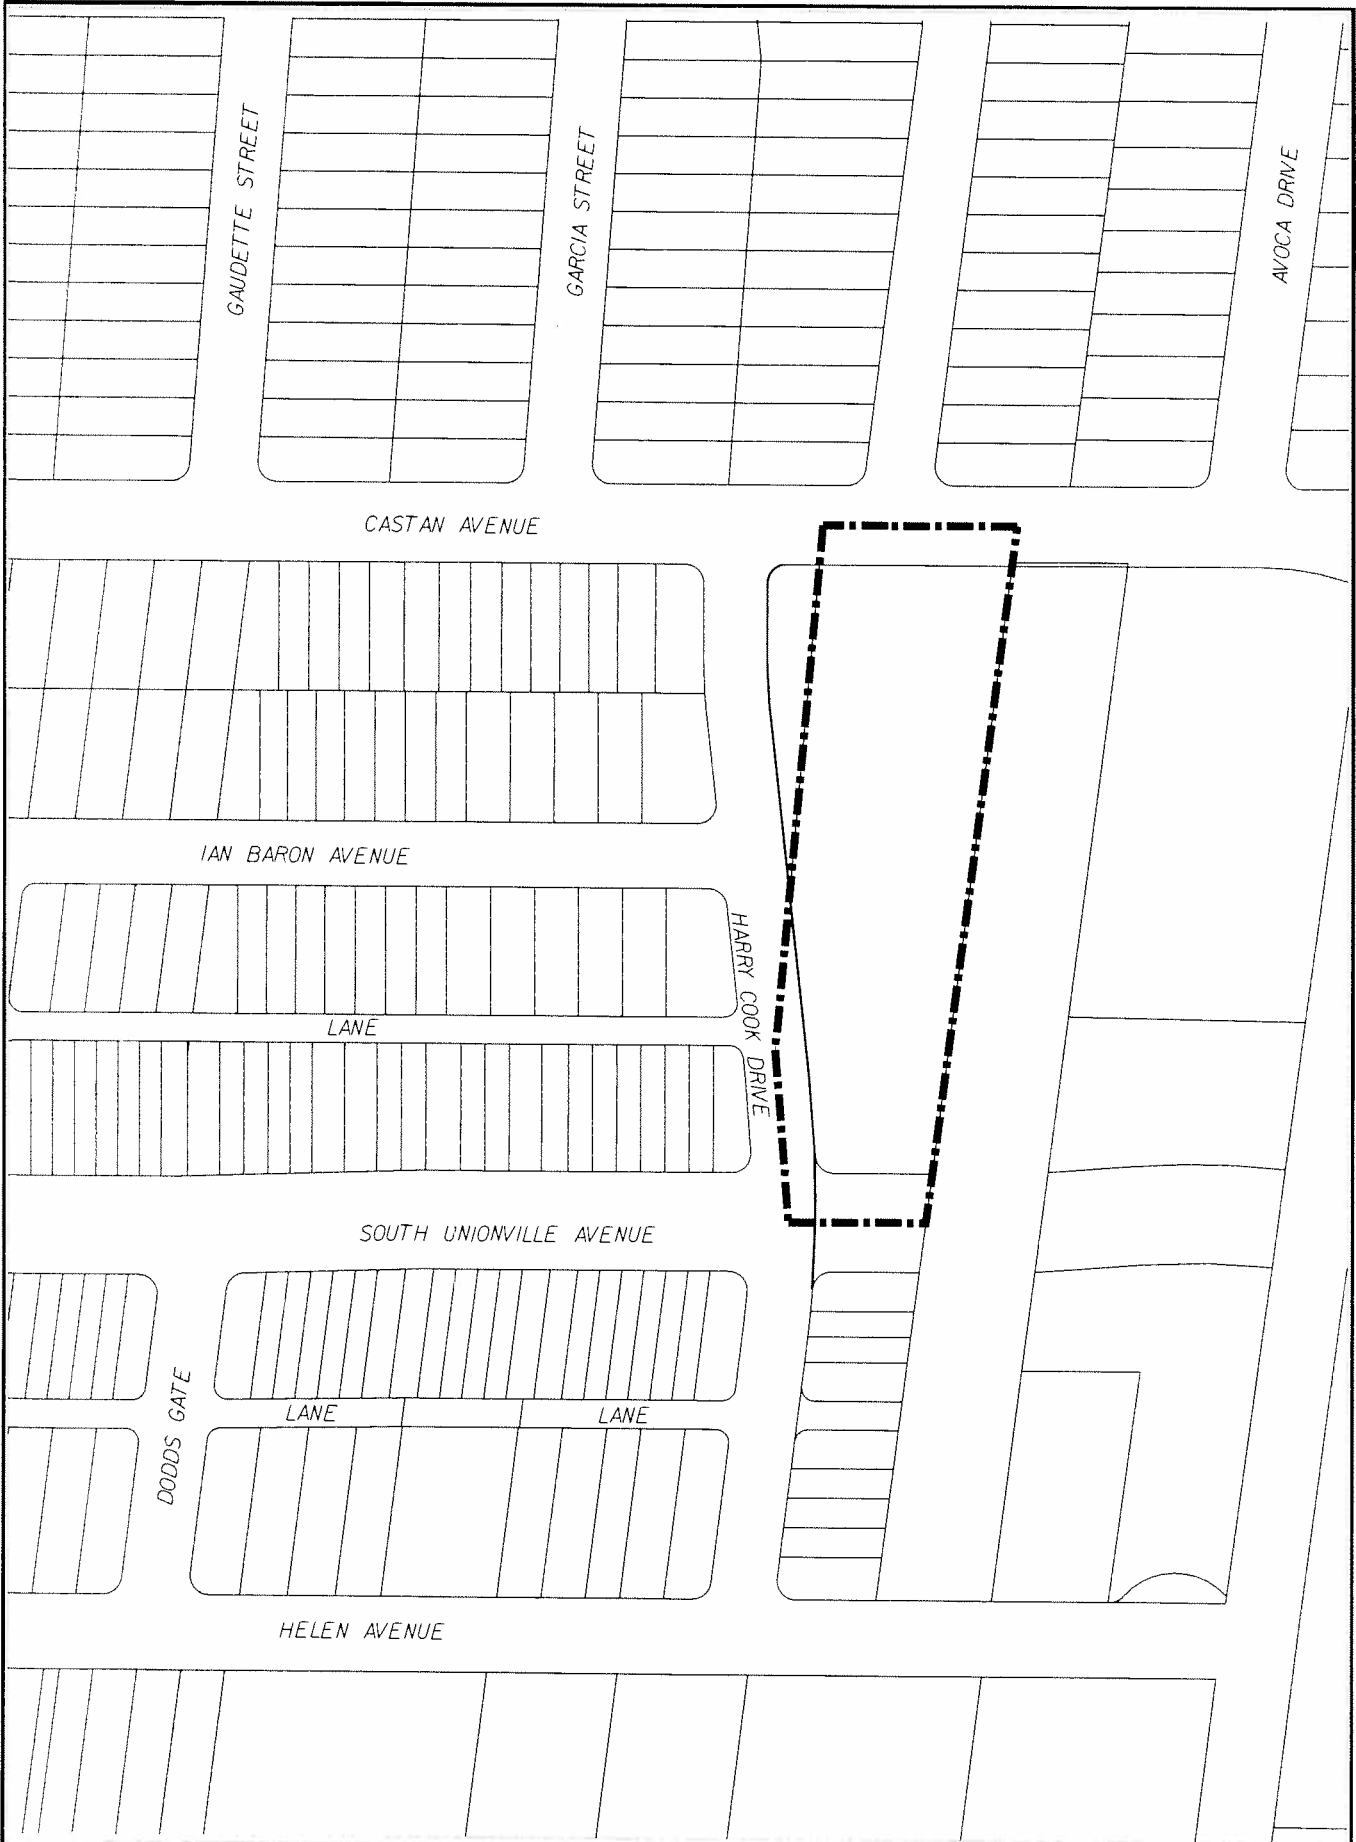 GAUDETTE STREET
GARCIA STREET
AVOCA DRIVE
CASTAN AVENUE
IAN BARON AVENUE
HARRY COOK DRIVE
LANE
SOUTH UNIONVILLE AVENUE
DODDS GATE
LANE
LANE
HELEN AVENUE